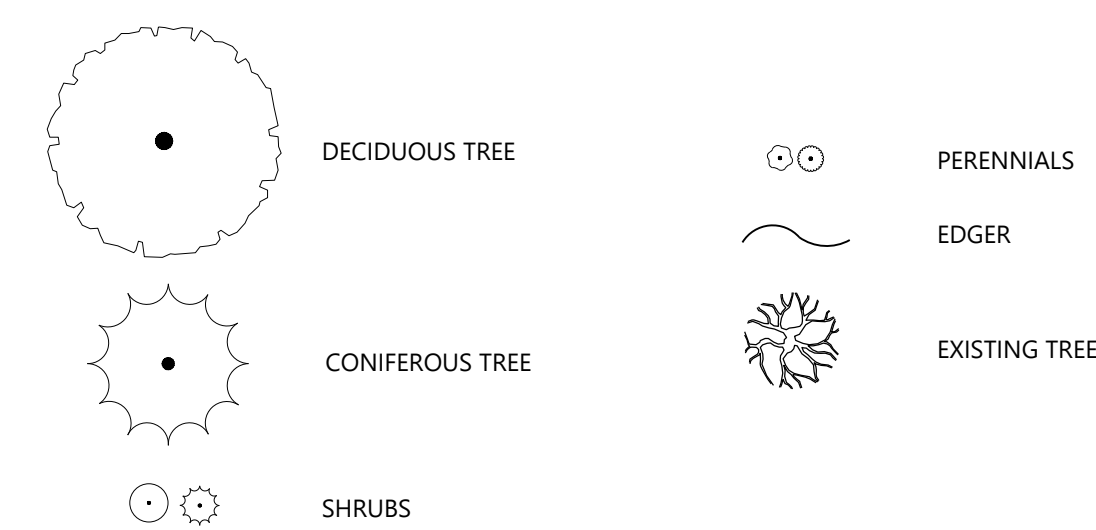 DECIDUOUS TREE
CONIFEROUS TREE
SHRUBS
PERENNIALS
EDGER
EXISTING TREE